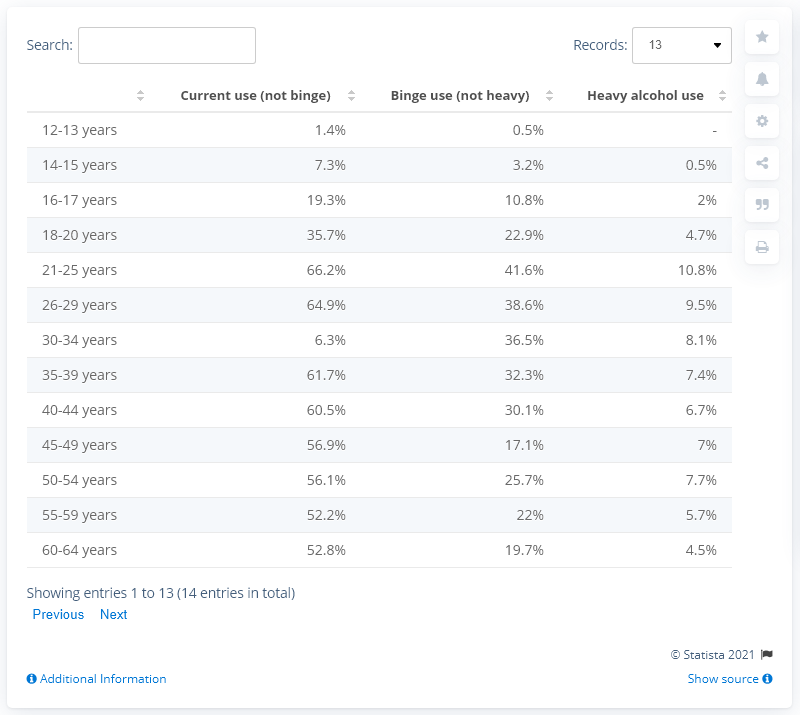 Search: Records: 13
Current use (not binge) Binge use (not heavy) Heavy alcohol use
12-13 years 1.4% 0.5% -
14-15 years 7.3% 3.2% 0.5%
16-17 years 19.3% 10.8% 2%
18-20 years 35.7% 22.9% 4.7%
21-25 years 66.2% 41.6% 10.8%
26-29 years 64.9% 38.6% 9.5%
30-34 years 6.3% 36.5% 8.1%
35-39 years 61.7% 32.3% 7.4%
40-44 years 60.5% 30.1% 6.7%
45-49 years 56.9% 17.1% 7%
50-54 years 56.1% 25.7% 7.7%
55-59 years 52.2% 22% 5.7%
60-64 years 52.8% 19.7% 4.5%
Showing entries 1 to 13 (14 entries in total)
Previous Next
© Statista 2021
Additional Information Show source